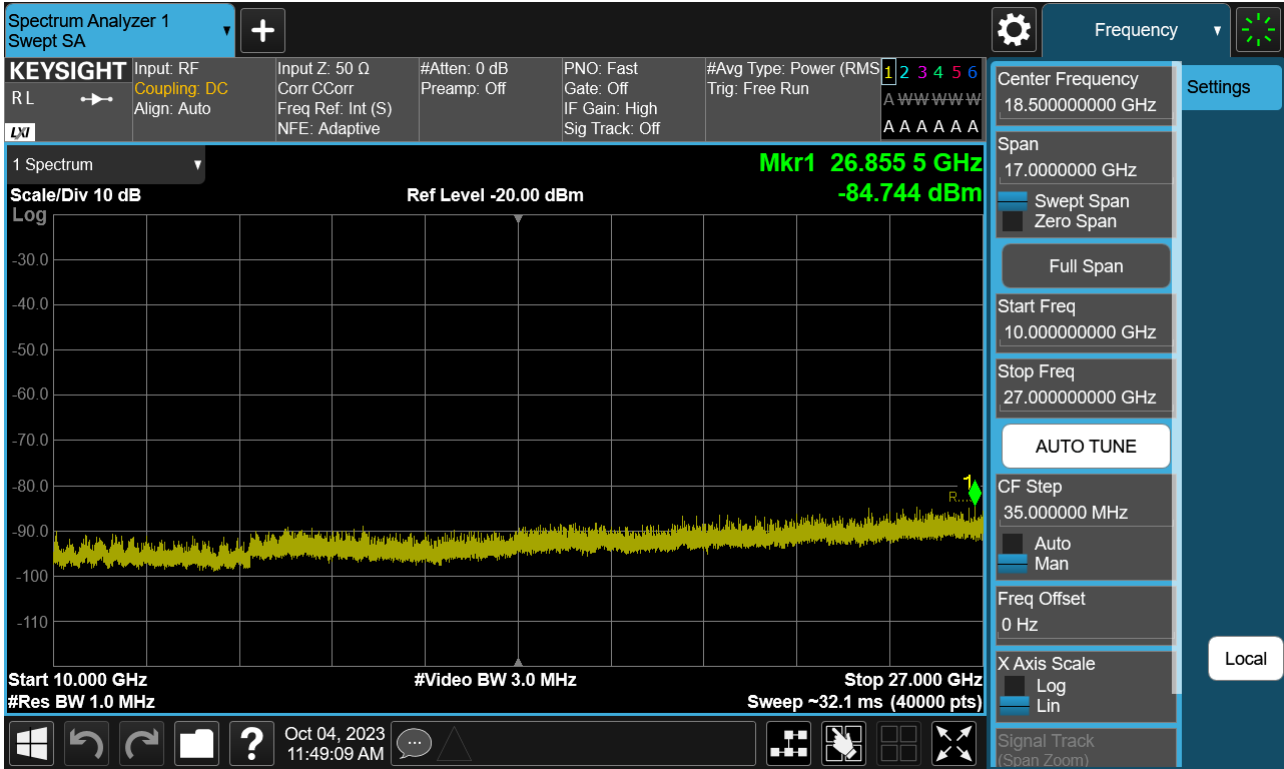 Spectrum Analyzer 1
Swept SA
Frequency
KEYSIGHT
R L
LXI
Input: RF
Coupling: DC
Align: Auto
Input Z: 50 Ω
Corr CCorr
Freq Ref: Int (S)
NFE: Adaptive
#Atten: 0 dB
Preamp: Off
PNO: Fast
Gate: Off
IF Gain: High
Sig Track: Off
#Avg Type: Power (RMS
Trig: Free Run
1 2 3 4 5 6
A W W W W W
A A A A A A
1 Spectrum
Scale/Div 10 dB
Log
Ref Level -20.00 dBm
Mkr1 26.855 5 GHz
-84.744 dBm
-30.0
-40.0
-50.0
-60.0
-70.0
-80.0
-90.0
-100
-110
1
R...
Start 10.000 GHz
#Res BW 1.0 MHz
#Video BW 3.0 MHz
Stop 27.000 GHz
Sweep ~32.1 ms (40000 pts)
Center Frequency
18.500000000 GHz
Span
17.0000000 GHz
Swept Span
Zero Span
Full Span
Start Freq
10.000000000 GHz
Stop Freq
27.000000000 GHz
AUTO TUNE
CF Step
35.000000 MHz
Auto
Man
Freq Offset
0 Hz
X Axis Scale
Log
Lin
Signal Track
(Span Zoom)
Settings
Local
?
Oct 04, 2023
11:49:09 AM